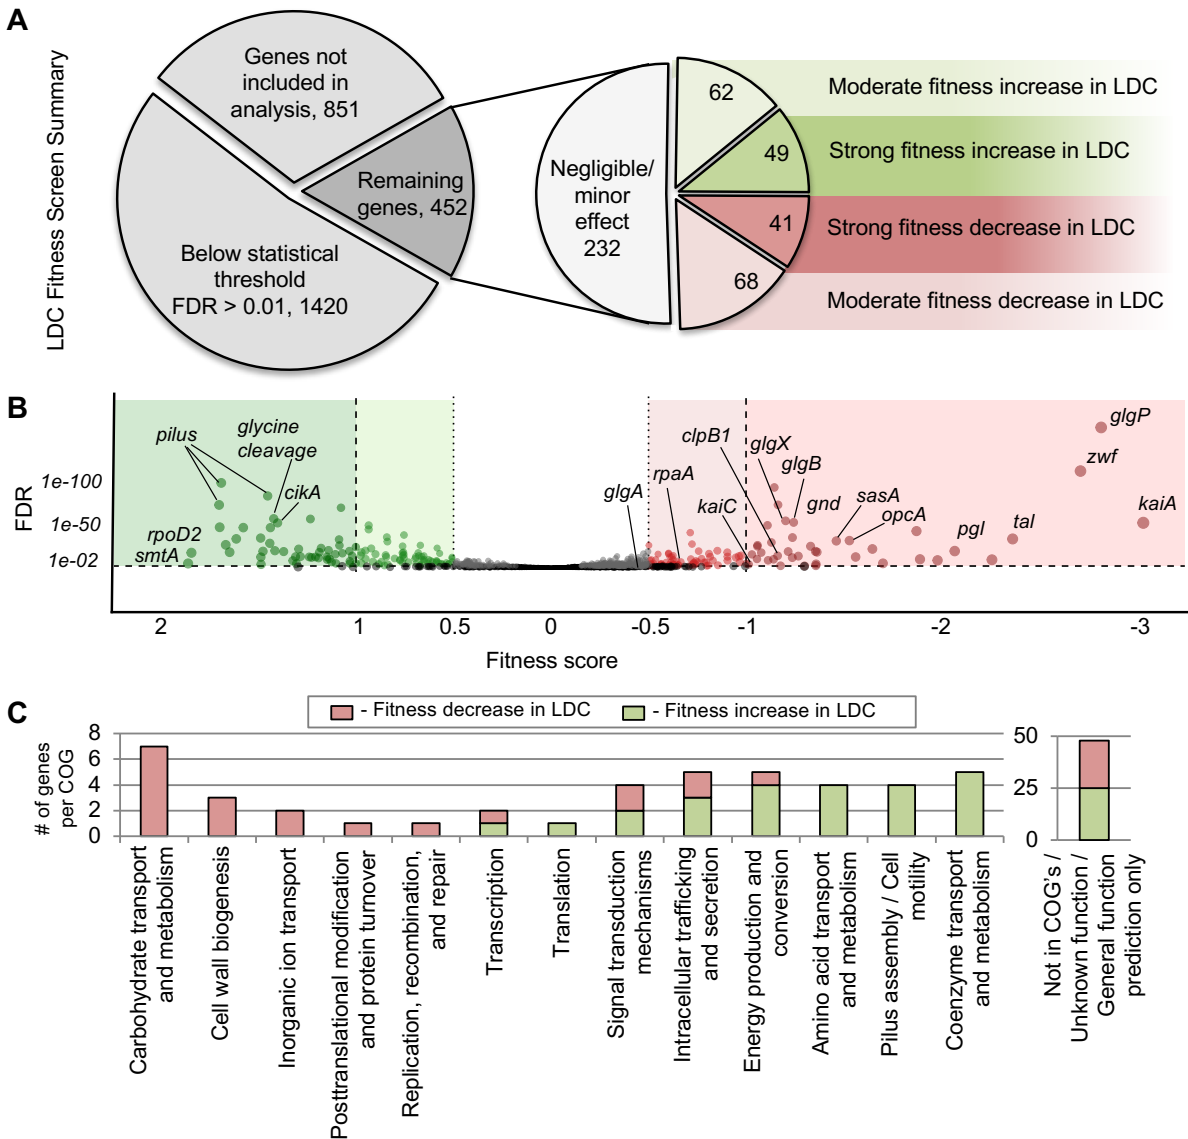 A
LDC Fitness Screen Summary
Genes not
included in
analysis, 851
Remaining
genes, 452
Below statistical
threshold
FDR > 0.01, 1420
Negligible/
minor
effect
232
62
49
41
68
Moderate fitness increase in LDC
Strong fitness increase in LDC
Strong fitness decrease in LDC
Moderate fitness decrease in LDC
B
FDR
1e-100
1e-50
1e-02
pilus
glycine
cleavage
cikA
rpoD2
smtA
glgA
rpaA
clpB1
kaiC
glgX
glgB
gnd
sasA
opcA
pgl
tal
glgP
zwf
kaiA
2
1
0.5
0
-0.5
-1
-2
-3
Fitness score
C
- Fitness decrease in LDC
- Fitness increase in LDC
# of genes
per COG
8
6
4
2
0
50
25
0
Carbohydrate transport
and metabolism
Cell wall biogenesis
Inorganic ion transport
Posttranslational modification
and protein turnover
Replication, recombination,
and repair
Transcription
Translation
Signal transduction
mechanisms
Intracellular trafficking
and secretion
Energy production and
conversion
Amino acid transport
and metabolism
Pilus assembly / Cell
motility
Coenzyme transport
and metabolism
Not in COG's /
Unknown function /
General function
prediction only